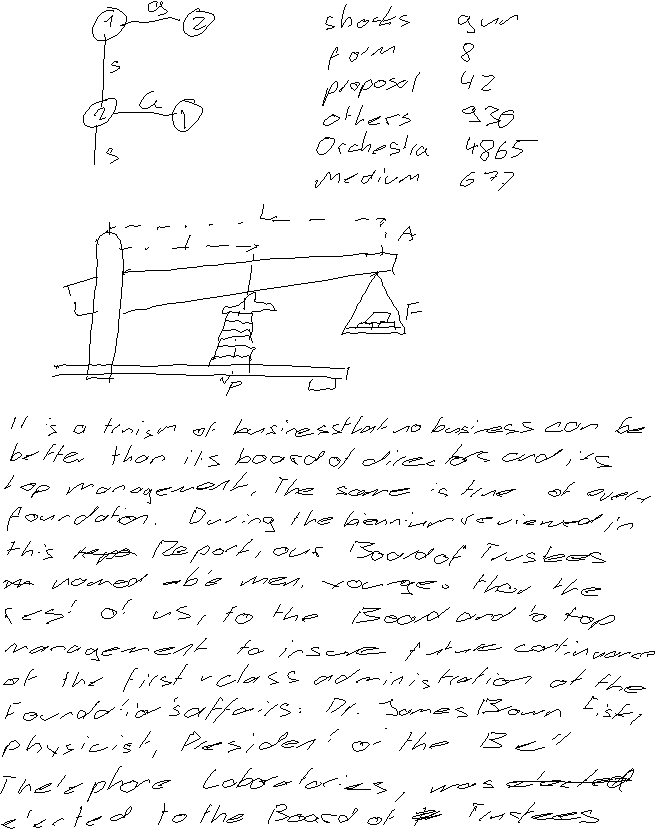 1 a 2
s
2 a 1
s
shocks gun
form 8
proposal 42
others 930
Orchestra 4865
Medium 677
L
l
A
F
P
It is a truism of business that no business can be
better than its board of directors and its
top management. The same is true of every
foundation. During the biennium reviewed in
this Report, our Board of Trustees
named able men, younger than the
rest of us, to the Board and to top
management to insure future continuance
of the first-class administration of the
Foundation's affairs: Dr. James Brown Fisk,
physicist, President of the Bell
Thelephone Laboratories, was elected
elected to the Board of Trustees